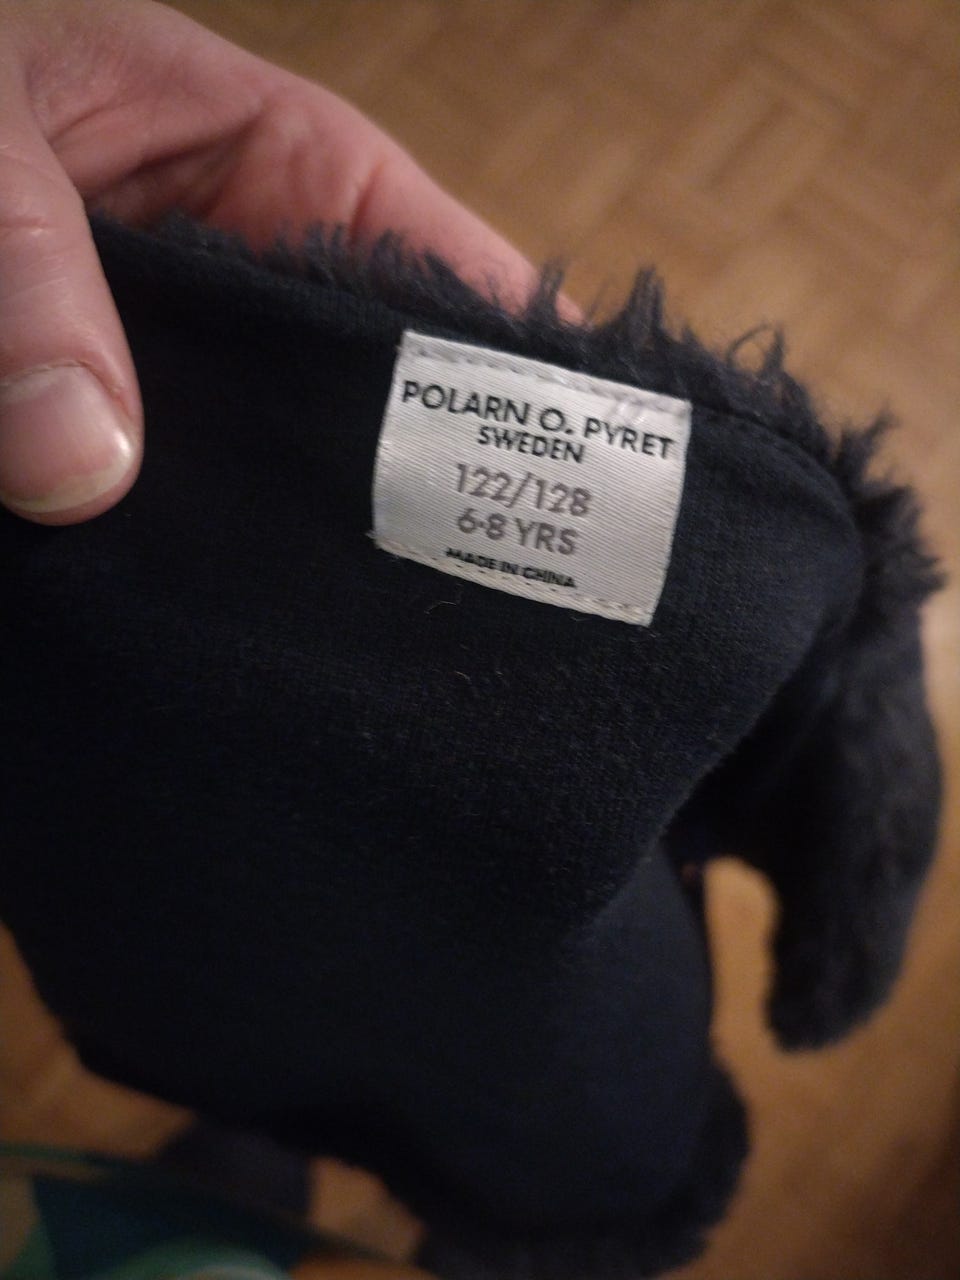 POLARN O. PYRET
SWEDEN
122/128
6-8 YRS
MADE IN CHINA